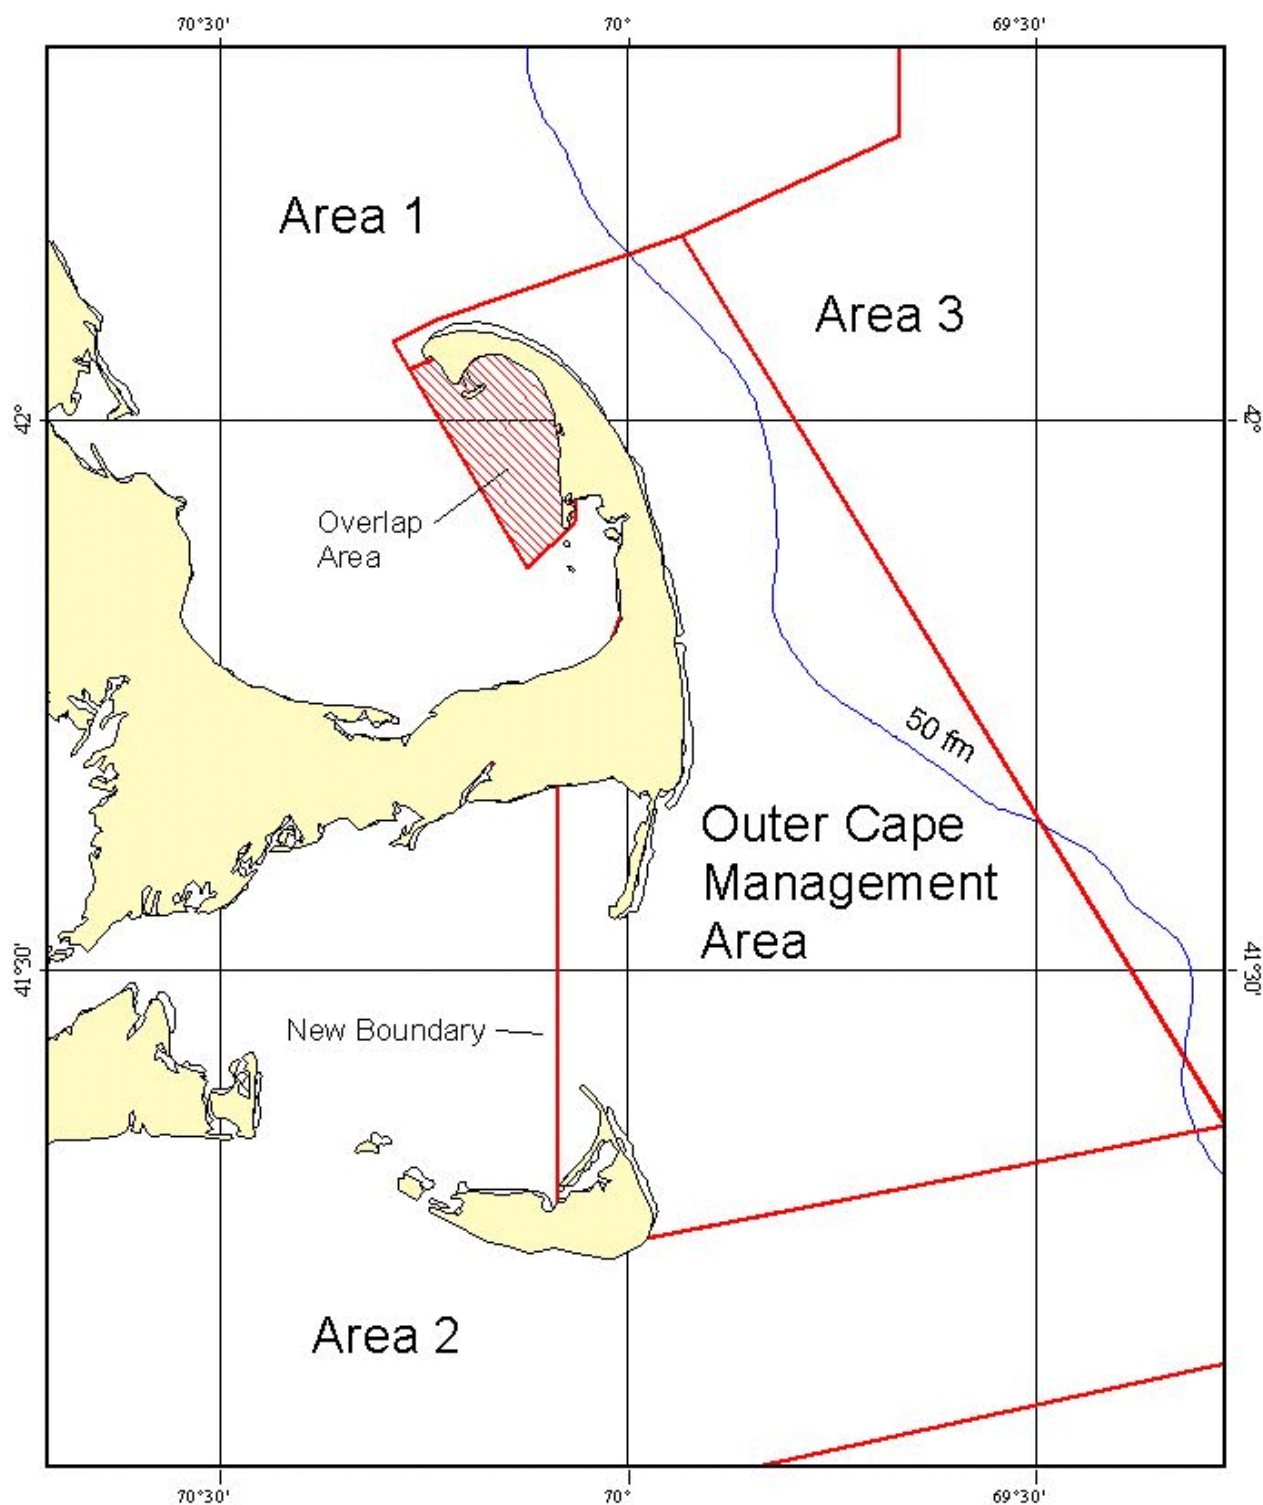 70°30'
70°
69°30'
Area 1
Area 3
42°
42°
Overlap
Area
50 fm
Outer Cape
Management
Area
41°30'
41°30'
New Boundary
Area 2
70°30'
70°
69°30'